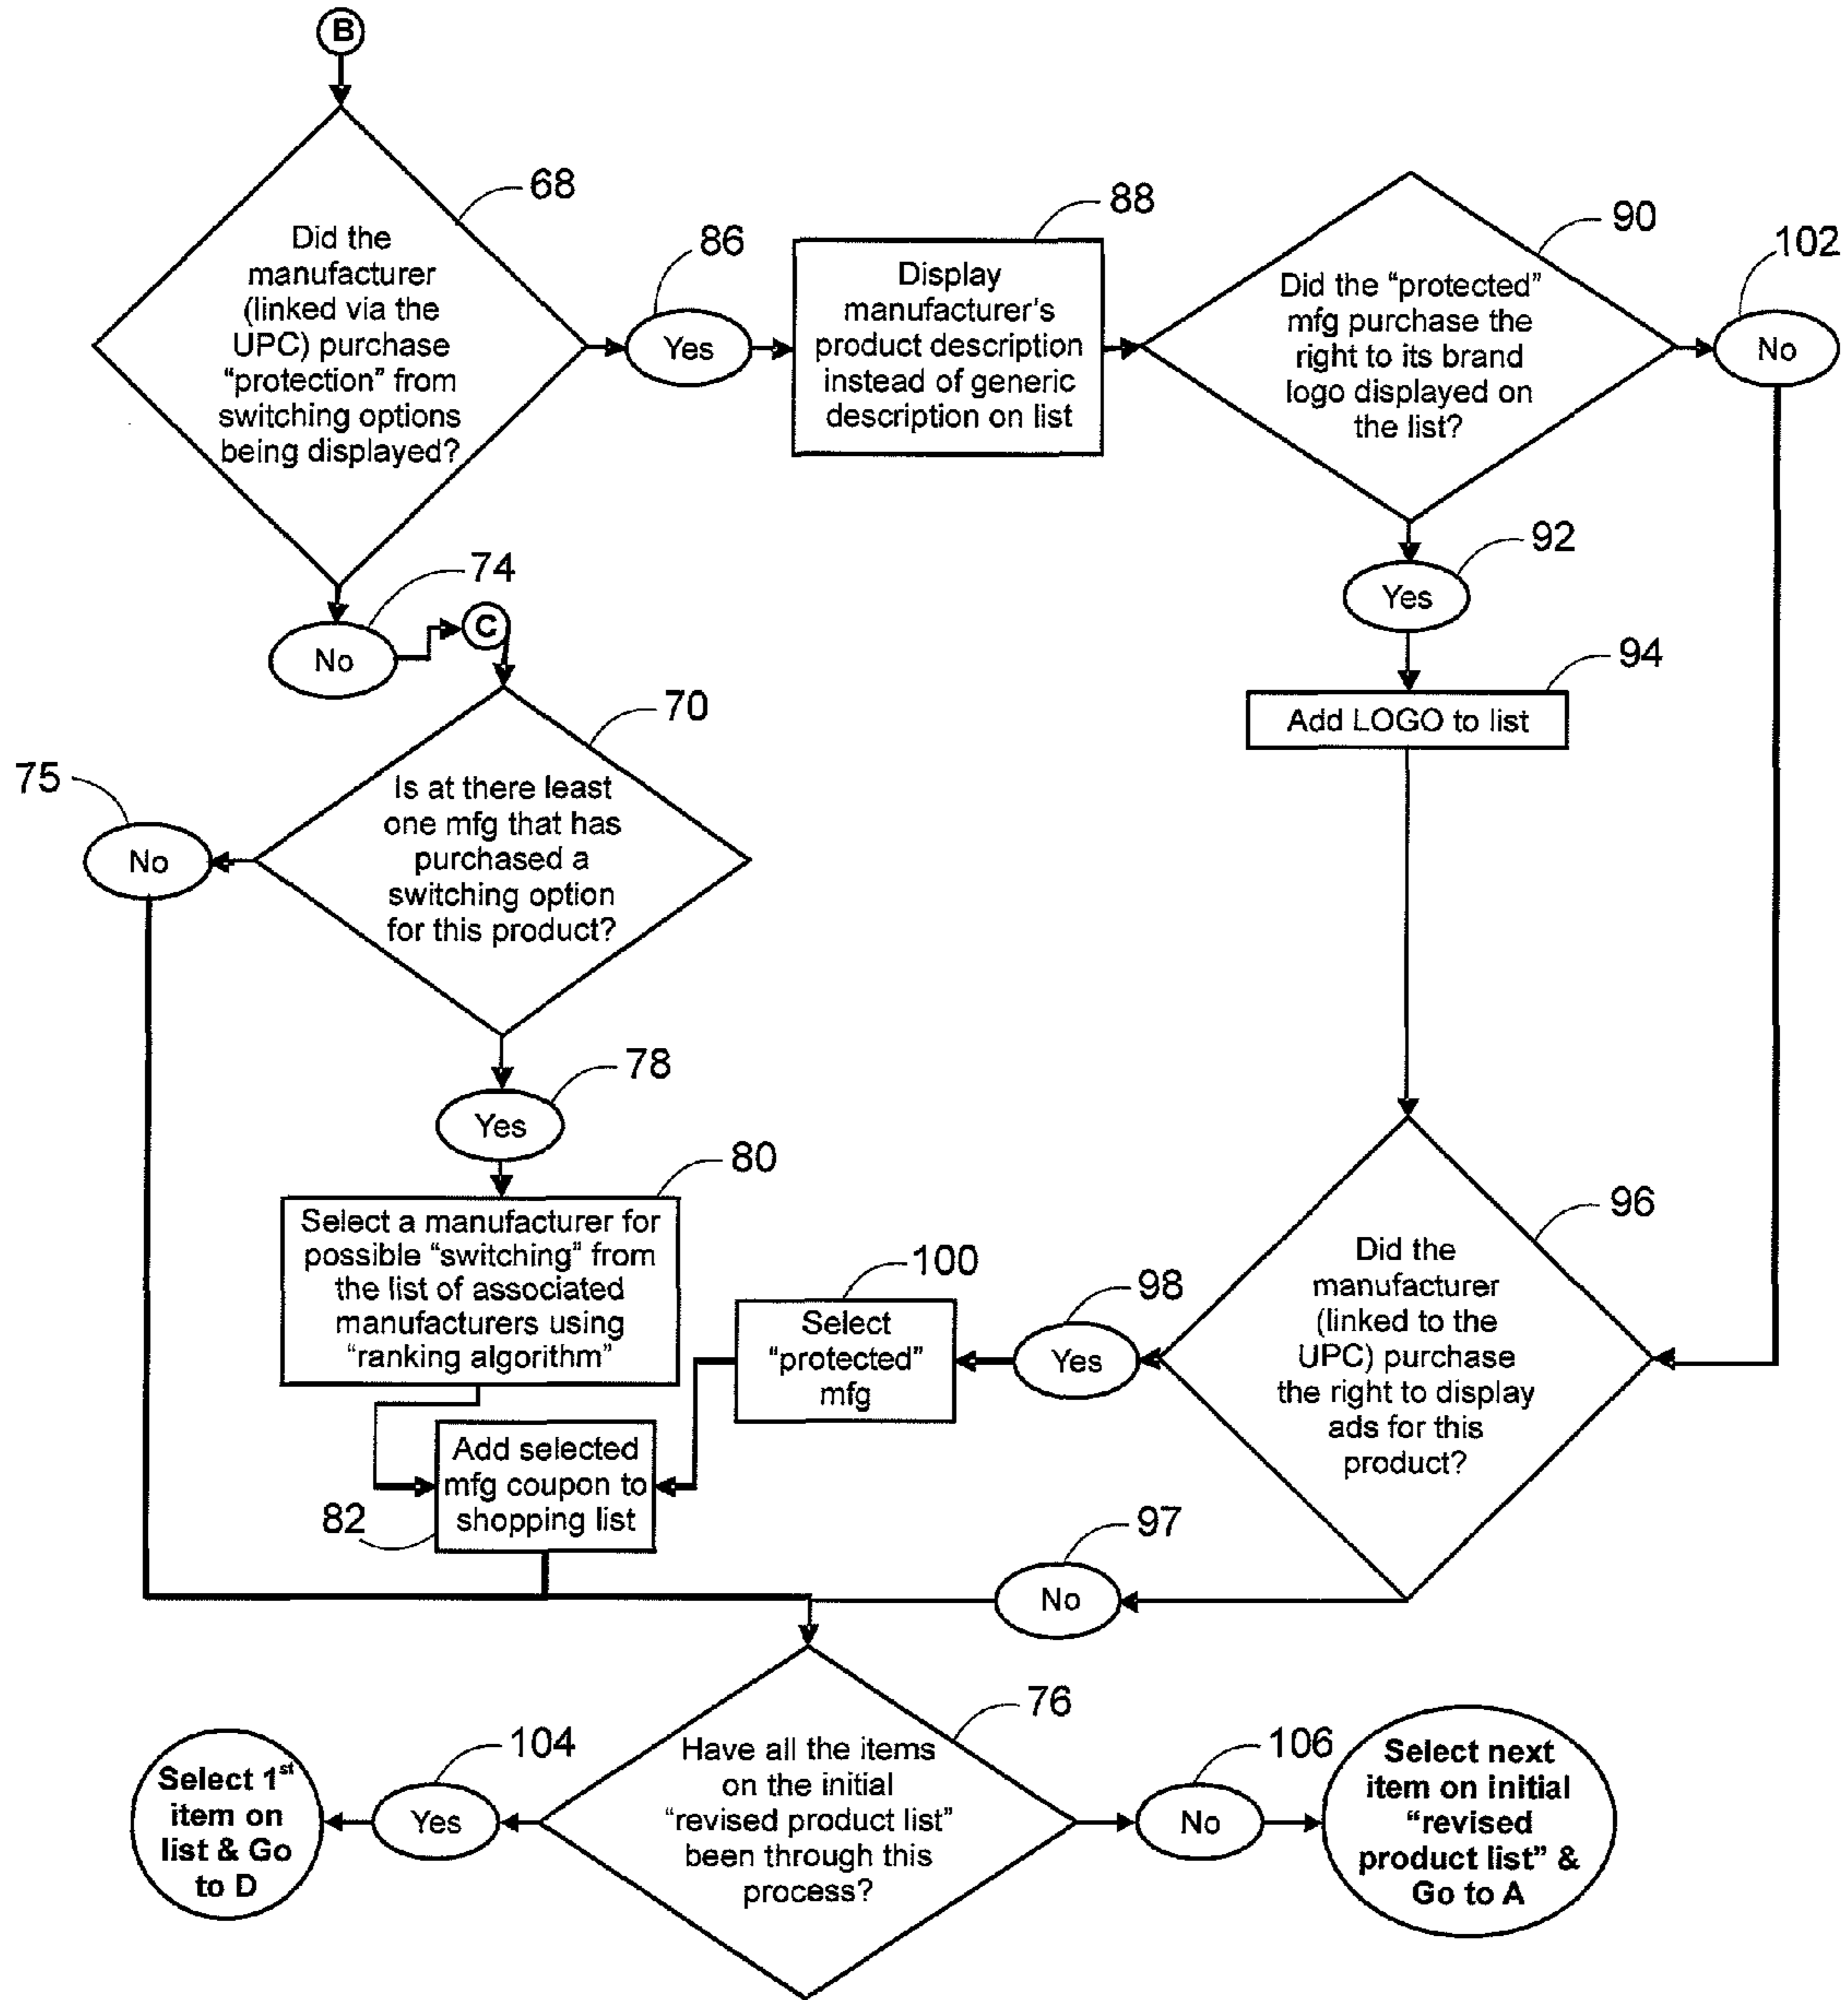 B
68
Did the
manufacturer
(linked via the
UPC) purchase
“protection” from
switching options
being displayed?
86
Yes
88
Display
manufacturer’s
product description
instead of generic
description on list
90
Did the “protected”
mfg purchase the
right to its brand
logo displayed on
the list?
102
No
92
Yes
94
Add LOGO to list
74
No
C
70
Is at there least
one mfg that has
purchased a
switching option
for this product?
75
No
78
Yes
80
Select a manufacturer for
possible “switching” from
the list of associated
manufacturers using
“ranking algorithm”
96
Did the
manufacturer
(linked to the
UPC) purchase
the right to display
ads for this
product?
98
Yes
100
Select
“protected”
mfg
82
Add selected
mfg coupon to
shopping list
97
No
76
Have all the items
on the initial
“revised product list”
been through this
process?
104
Yes
Select 1st
item on
list & Go
to D
106
No
Select next
item on initial
“revised
product list” &
Go to A